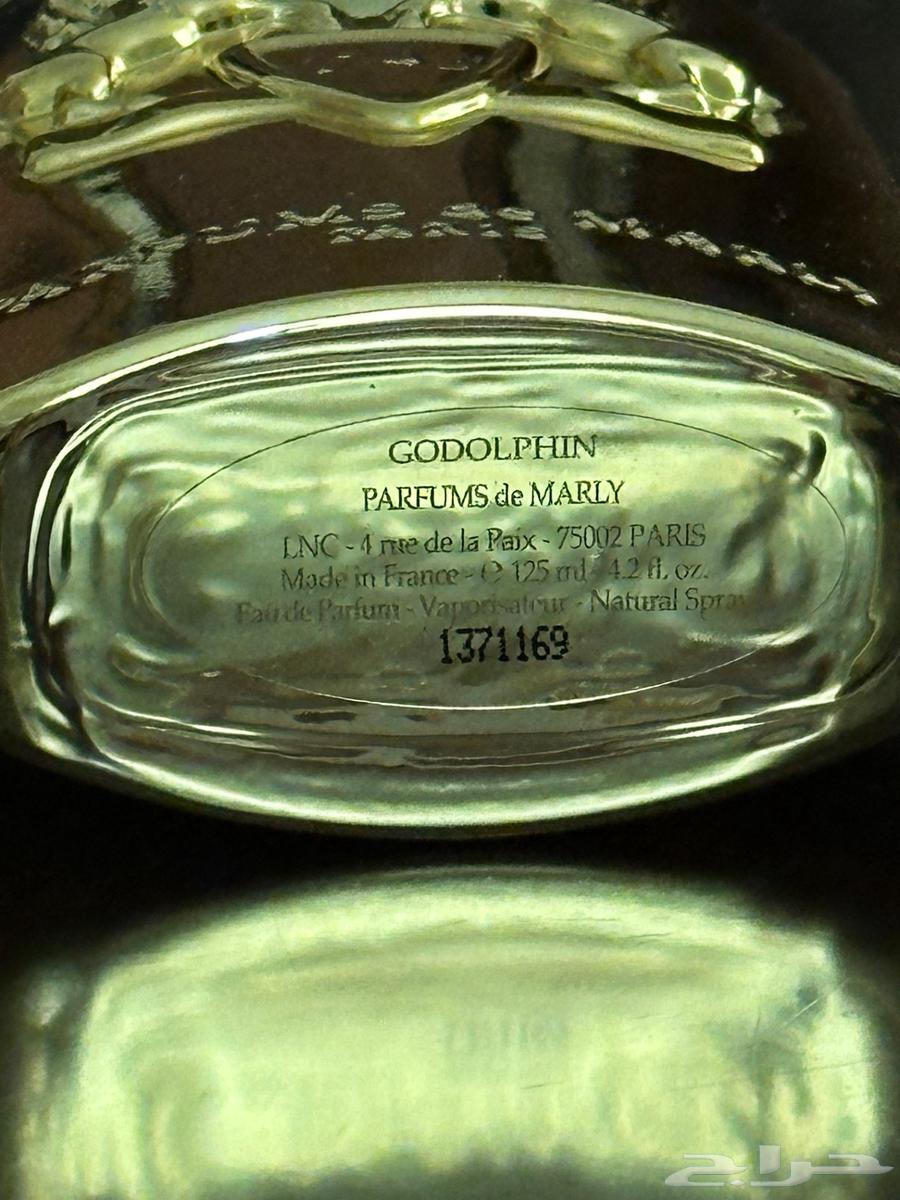 GODOLPHIN
PARFUMS de MARLY
LNC - 4 rue de la Paix - 75002 PARIS
Made in France - ℮ 125 ml - 4.2 fl. oz.
Eau de Parfum - Vaporisateur - Natural Spray
1371169
حراج